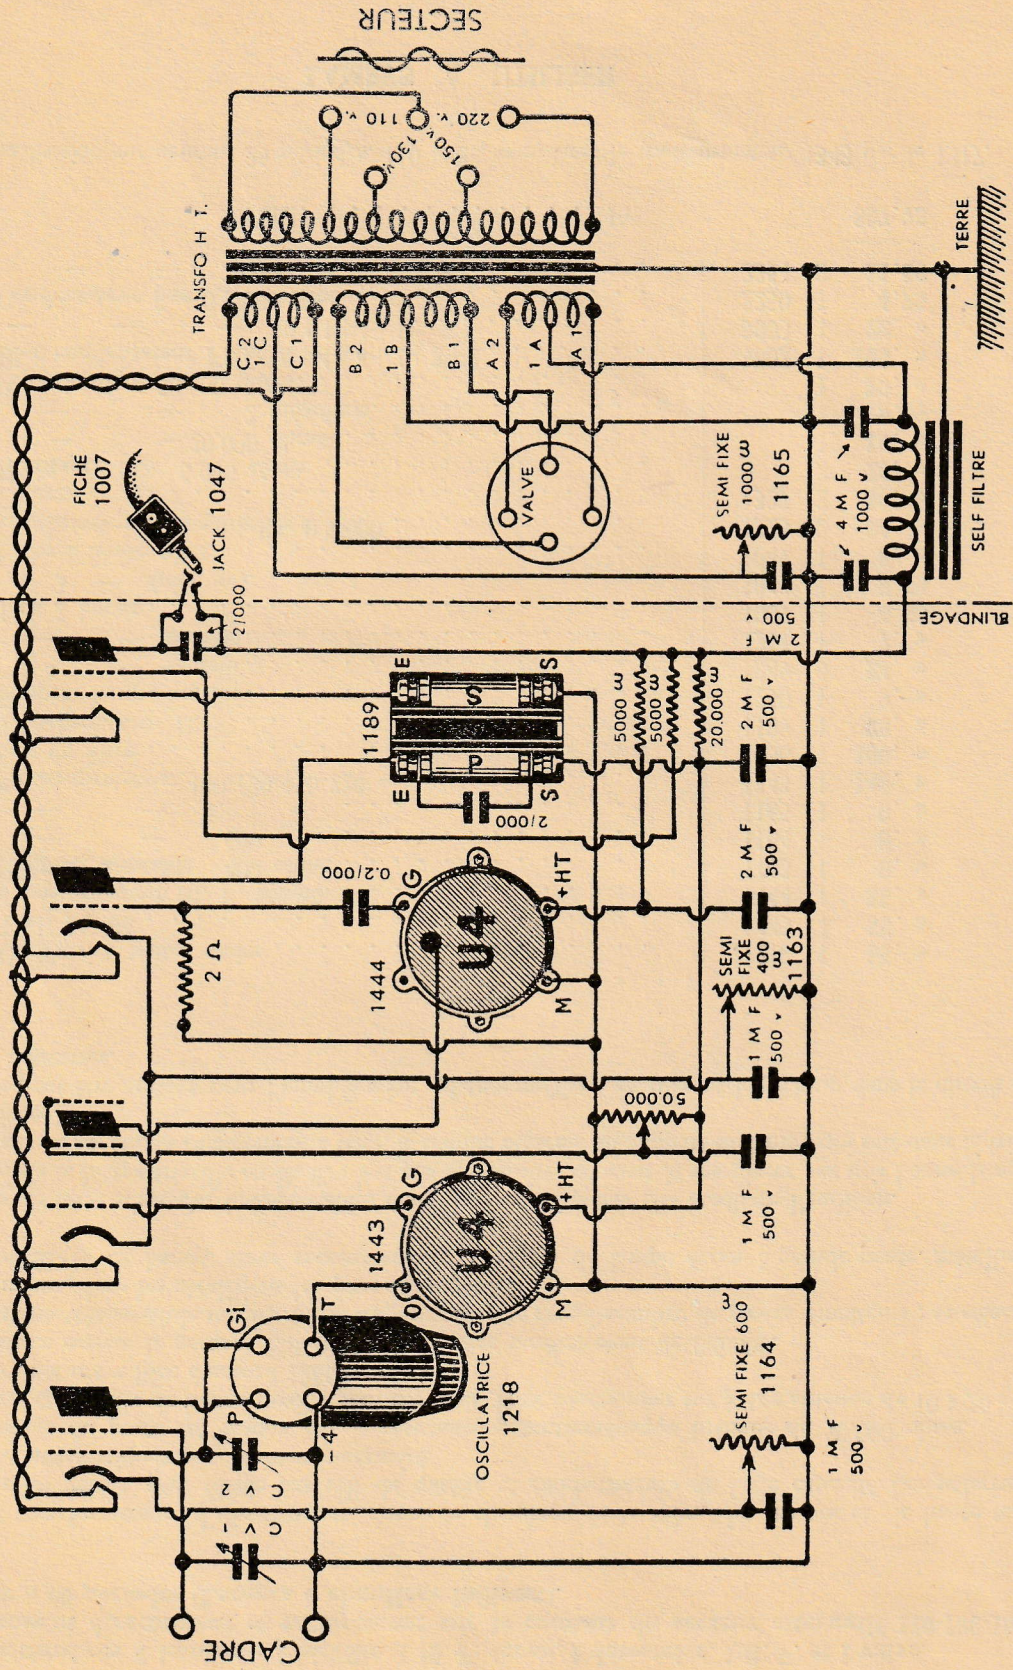 SECTEUR
220 v.
110 v.
150 v
130 v
TRANSFO H T.
C 2
1 C
C 1
B 2
1 B
B 1
A 2
1 A
A 1
TERRE
FICHE
1007
JACK 1047
2/000
VALVE
SEMI FIXE
1000 ω
1165
4 M F
1000 v
SELF FILTRE
BLINDAGE
2 M F
500 v
1189
E
E
S
P
S
S
2/000
5000 ω
5000 ω
20.000 ω
2 M F
500 v
0.2/000
2 Ω
1444
G
U4
+HT
M
2 M F
500 v
SEMI
FIXE
400
ω
1163
1 M F
500 v
50.000
1443
G
O
U4
+HT
M
1 M F
500 v
Gi
T
P
-4
OSCILLATRICE
1218
SEMI FIXE 600 ω
1164
1 M F
500 v
C v 2
C v 1
CADRE